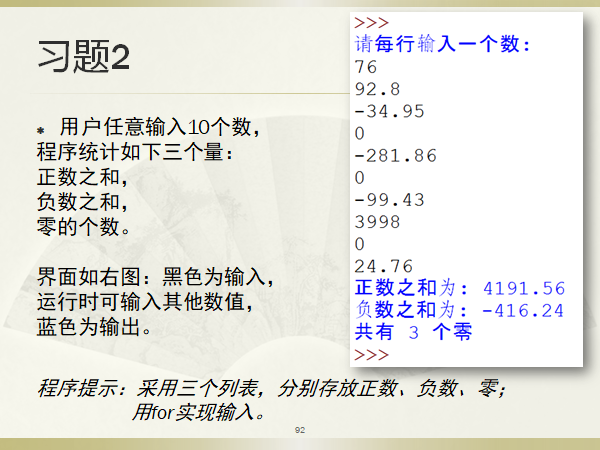 习题2
* 用户任意输入10个数，
程序统计如下三个量：
正数之和，
负数之和，
零的个数。
界面如右图：黑色为输入，
运行时可输入其他数值，
蓝色为输出。
程序提示：采用三个列表，分别存放正数、负数、零；
用for实现输入。
>>>
请每行输入一个数:
76
92.8
-34.95
0
-281.86
0
-99.43
3998
0
24.76
正数之和为: 4191.56
负数之和为: -416.24
共有 3 个零
>>>
92